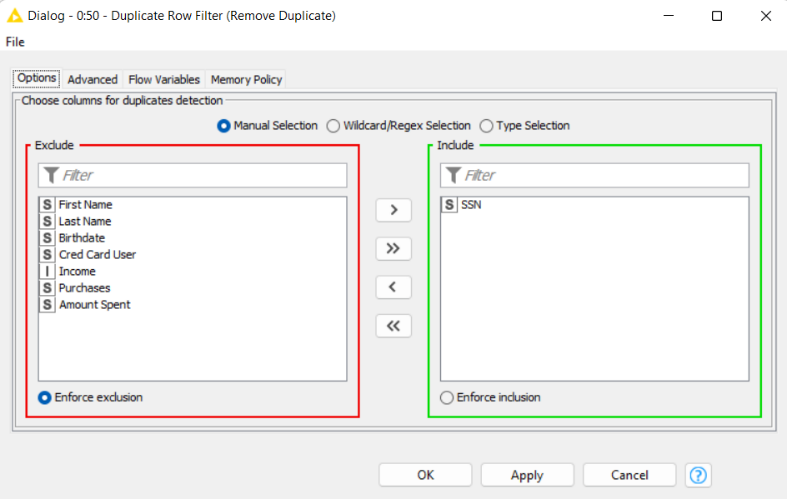 Dialog - 0:50 - Duplicate Row Filter (Remove Duplicate)
File
Options Advanced Flow Variables Memory Policy
Choose columns for duplicates detection
Manual Selection Wildcard/Regex Selection Type Selection
Exclude
Filter
S First Name
S Last Name
S Birthdate
S Cred Card User
I Income
S Purchases
S Amount Spent
Enforce exclusion
>
>>
<
<<
Include
Filter
S SSN
Enforce inclusion
OK Apply Cancel ?